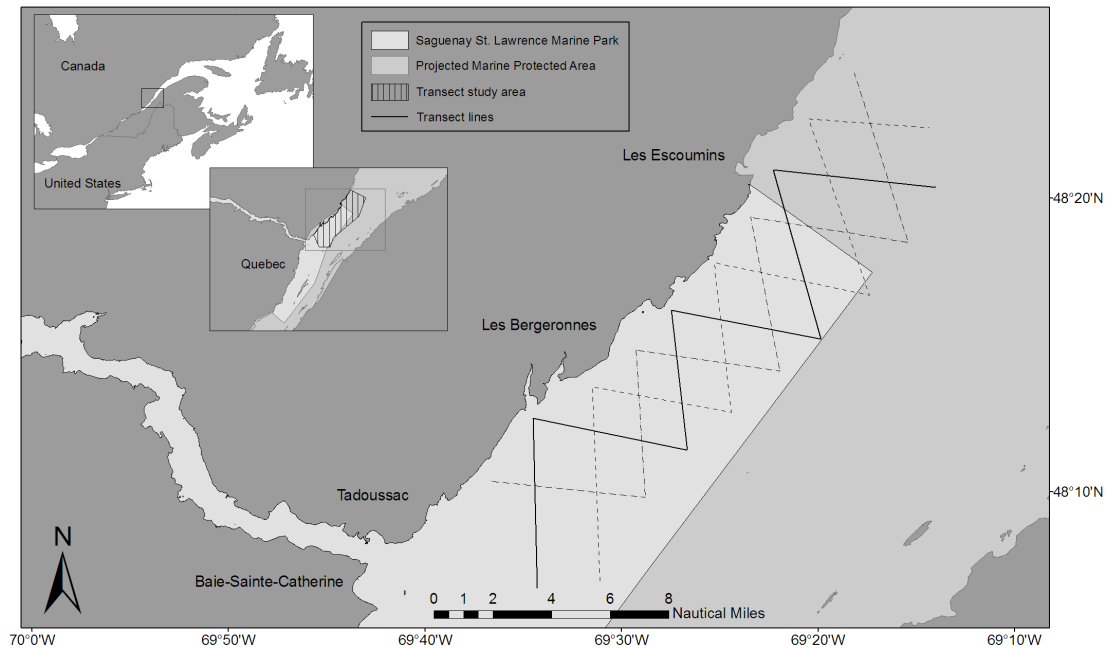 Canada
United States
Quebec
Saguenay St. Lawrence Marine Park
Projected Marine Protected Area
Transect study area
Transect lines
Les Escoumins
48°20'N
Les Bergeronnes
Tadoussac
48°10'N
N
Baie-Sainte-Catherine
0 1 2 4 6 8
Nautical Miles
70°0'W 69°50'W 69°40'W 69°30'W 69°20'W 69°10'W